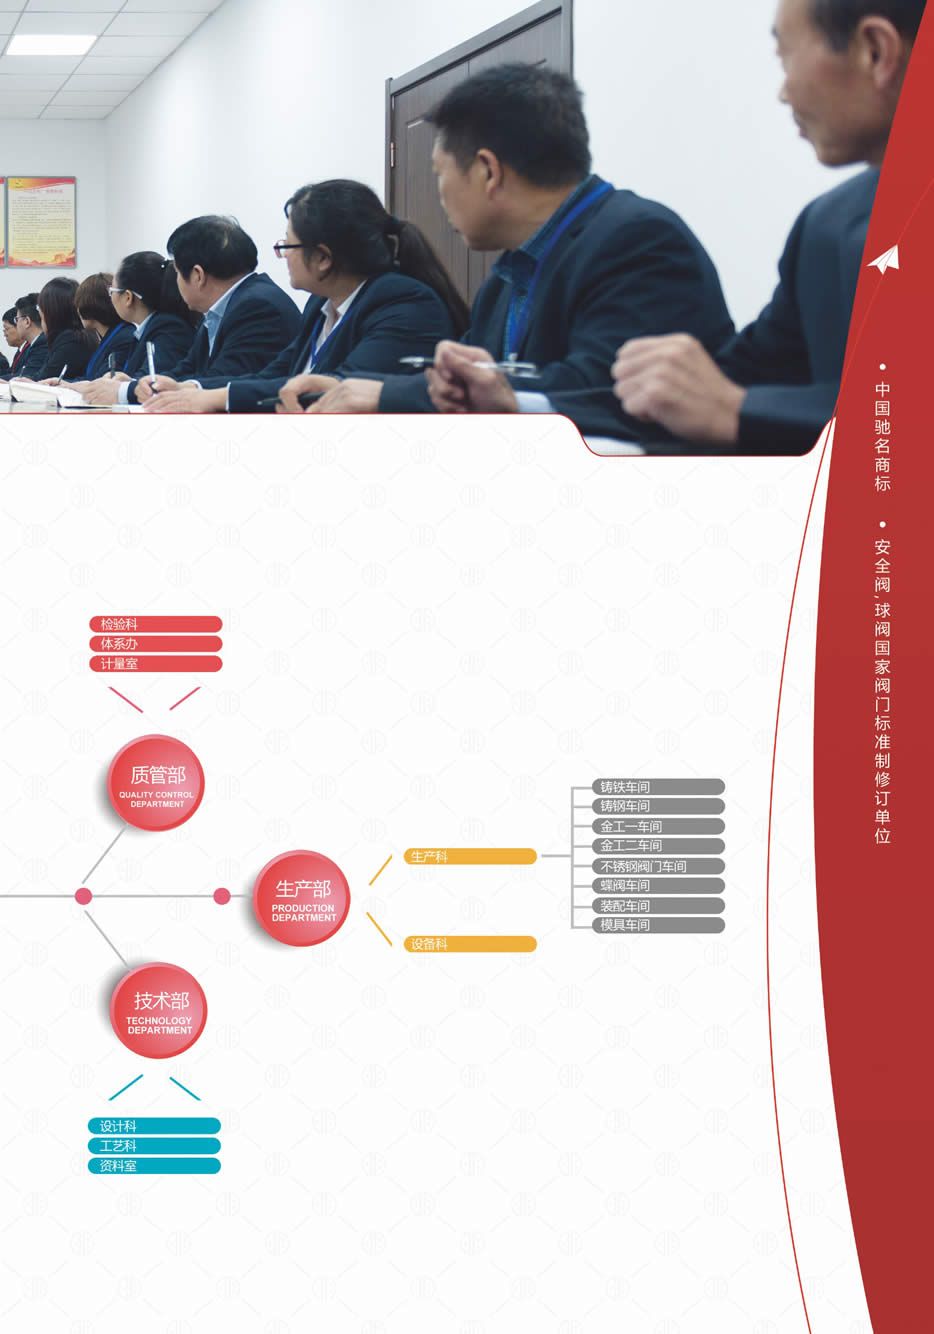 中国驰名商标
安全阀,球阀国家阀门标准制修订单位
检验科
体系办
计量室
质管部
QUALITY CONTROL
DEPARTMENT
生产部
PRODUCTION
DEPARTMENT
技术部
TECHNOLOGY
DEPARTMENT
设计科
工艺科
资料室
生产科
设备科
铸铁车间
铸钢车间
金工一车间
金工二车间
不锈钢阀门车间
蝶阀车间
装配车间
模具车间